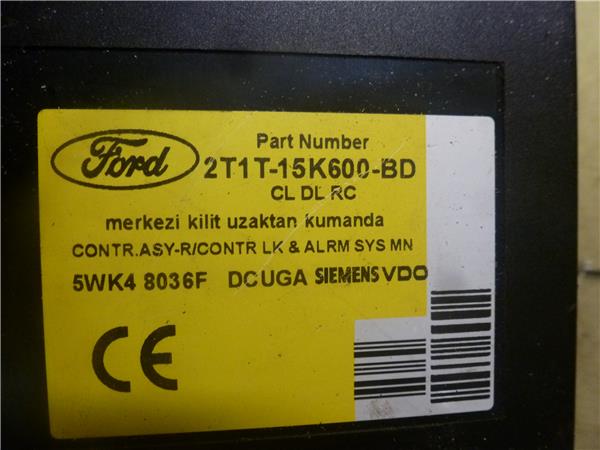 Ford
Part Number
2T1T-15K600-BD
CL DL RC
merkezi kilit uzaktan kumanda
CONTR.ASY-R/CONTR LK & ALRM SYS MN
5WK4 8036F DCUGA SIEMENS VDO
CE